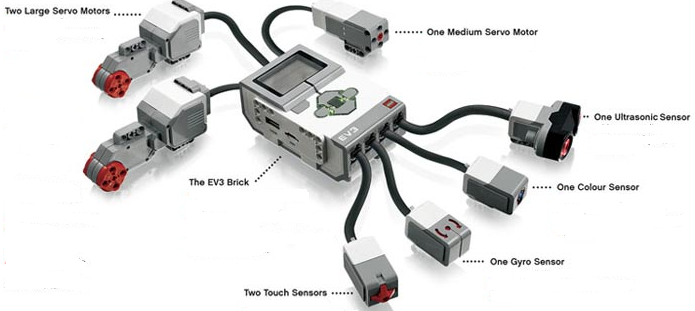 Two Large Servo Motors
One Medium Servo Motor
One Ultrasonic Sensor
EV3
The EV3 Brick
One Colour Sensor
One Gyro Sensor
Two Touch Sensors